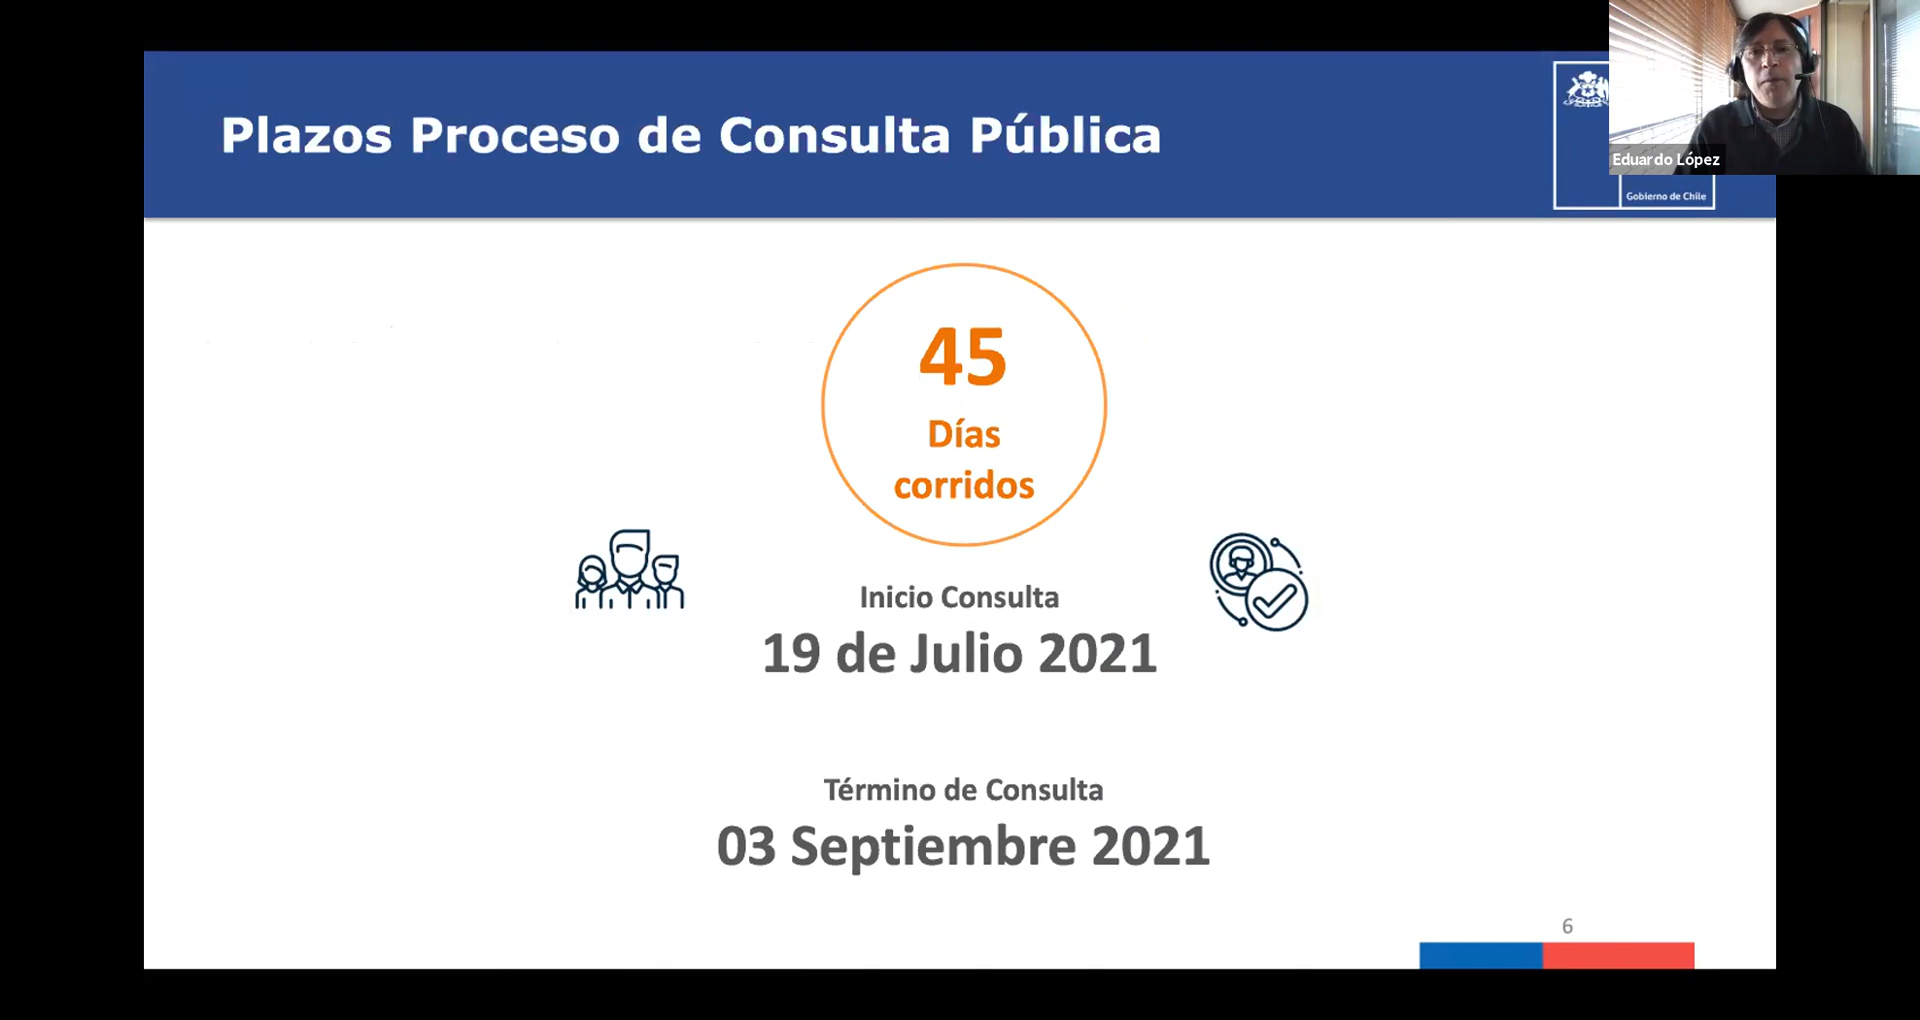 Plazos Proceso de Consulta Pública
Eduardo López
Gobierno de Chile
45
Días
corridos
Inicio Consulta
19 de Julio 2021
Término de Consulta
03 Septiembre 2021
6